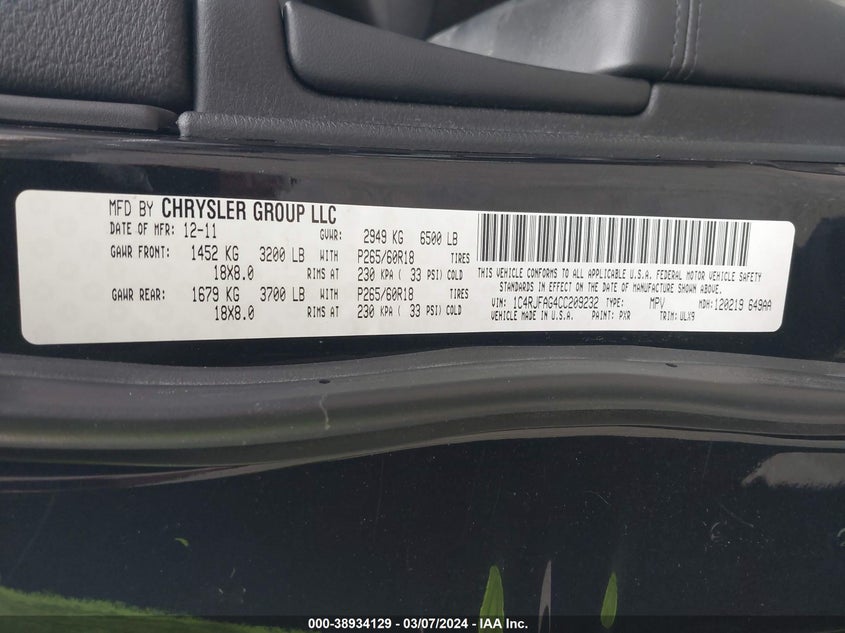 MFD BY CHRYSLER GROUP LLC
DATE OF MFR: 12-11 GVWR: 2949 KG 6500 LB
GAWR FRONT: 1452 KG 3200 LB WITH P265/60R18 TIRES
18X8.0 RIMS AT 230 KPA ( 33 PSI) COLD
GAWR REAR: 1679 KG 3700 LB WITH P265/60R18 TIRES
18X8.0 RIMS AT 230 KPA ( 33 PSI) COLD
THIS VEHICLE CONFORMS TO ALL APPLICABLE U.S.A. FEDERAL MOTOR VEHICLE SAFETY
STANDARDS IN EFFECT ON THE DATE OF MANUFACTURE SHOWN ABOVE.
VIN: 1C4RJFAG4CC209232 TYPE: MPV MDH: 120219 649AA
VEHICLE MADE IN U.S.A. PAINT: PXR TRIM: ULX9
000-38934129 - 03/07/2024 - IAA Inc.